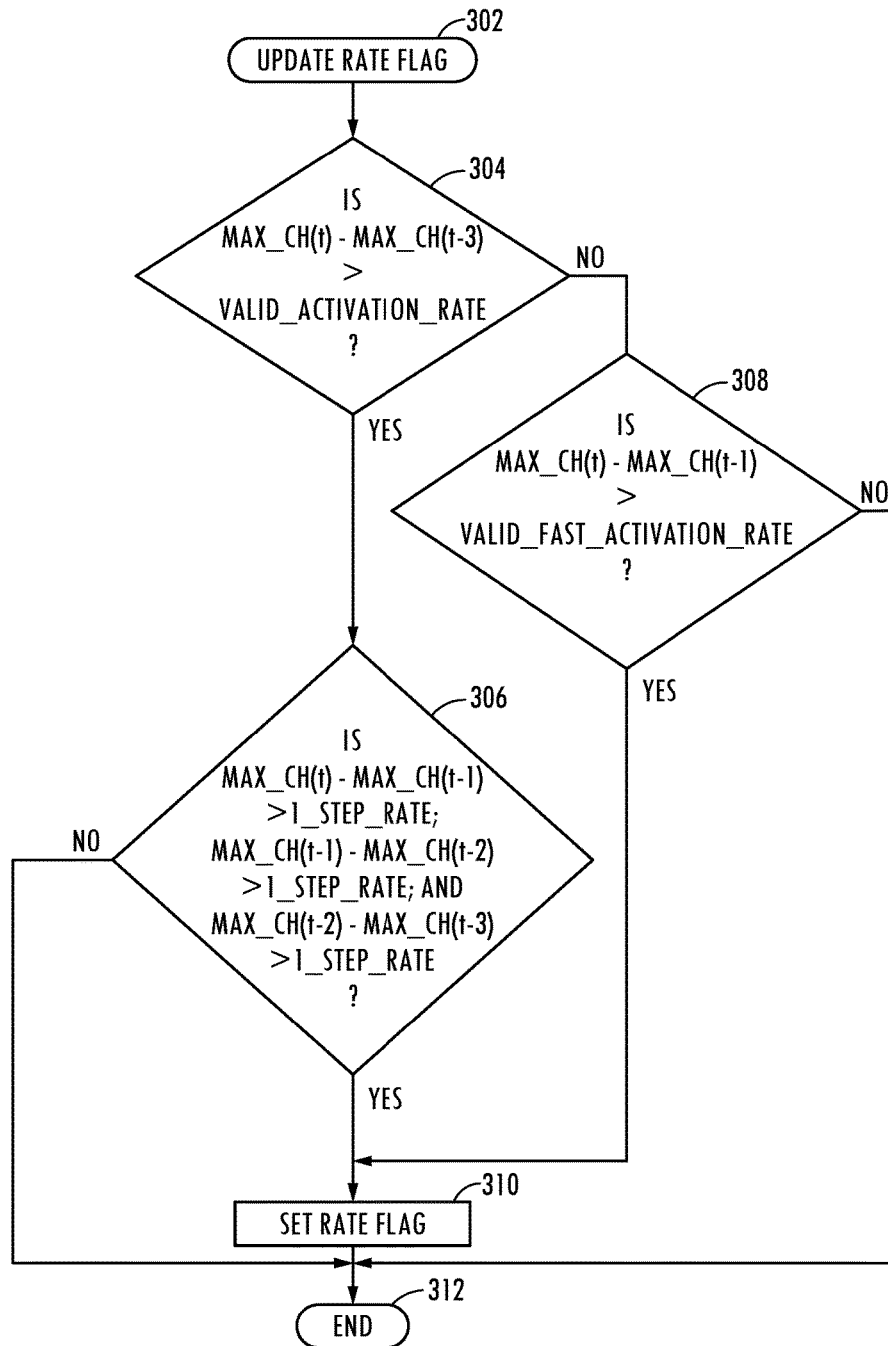 302
UPDATE RATE FLAG
304
IS
MAX_CH(t) - MAX_CH(t-3)
>
VALID_ACTIVATION_RATE
?
NO
YES
308
IS
MAX_CH(t) - MAX_CH(t-1)
>
VALID_FAST_ACTIVATION_RATE
?
NO
YES
306
IS
MAX_CH(t) - MAX_CH(t-1)
>1_STEP_RATE;
MAX_CH(t-1) - MAX_CH(t-2)
>1_STEP_RATE; AND
MAX_CH(t-2) - MAX_CH(t-3)
>1_STEP_RATE
?
NO
YES
310
SET RATE FLAG
312
END